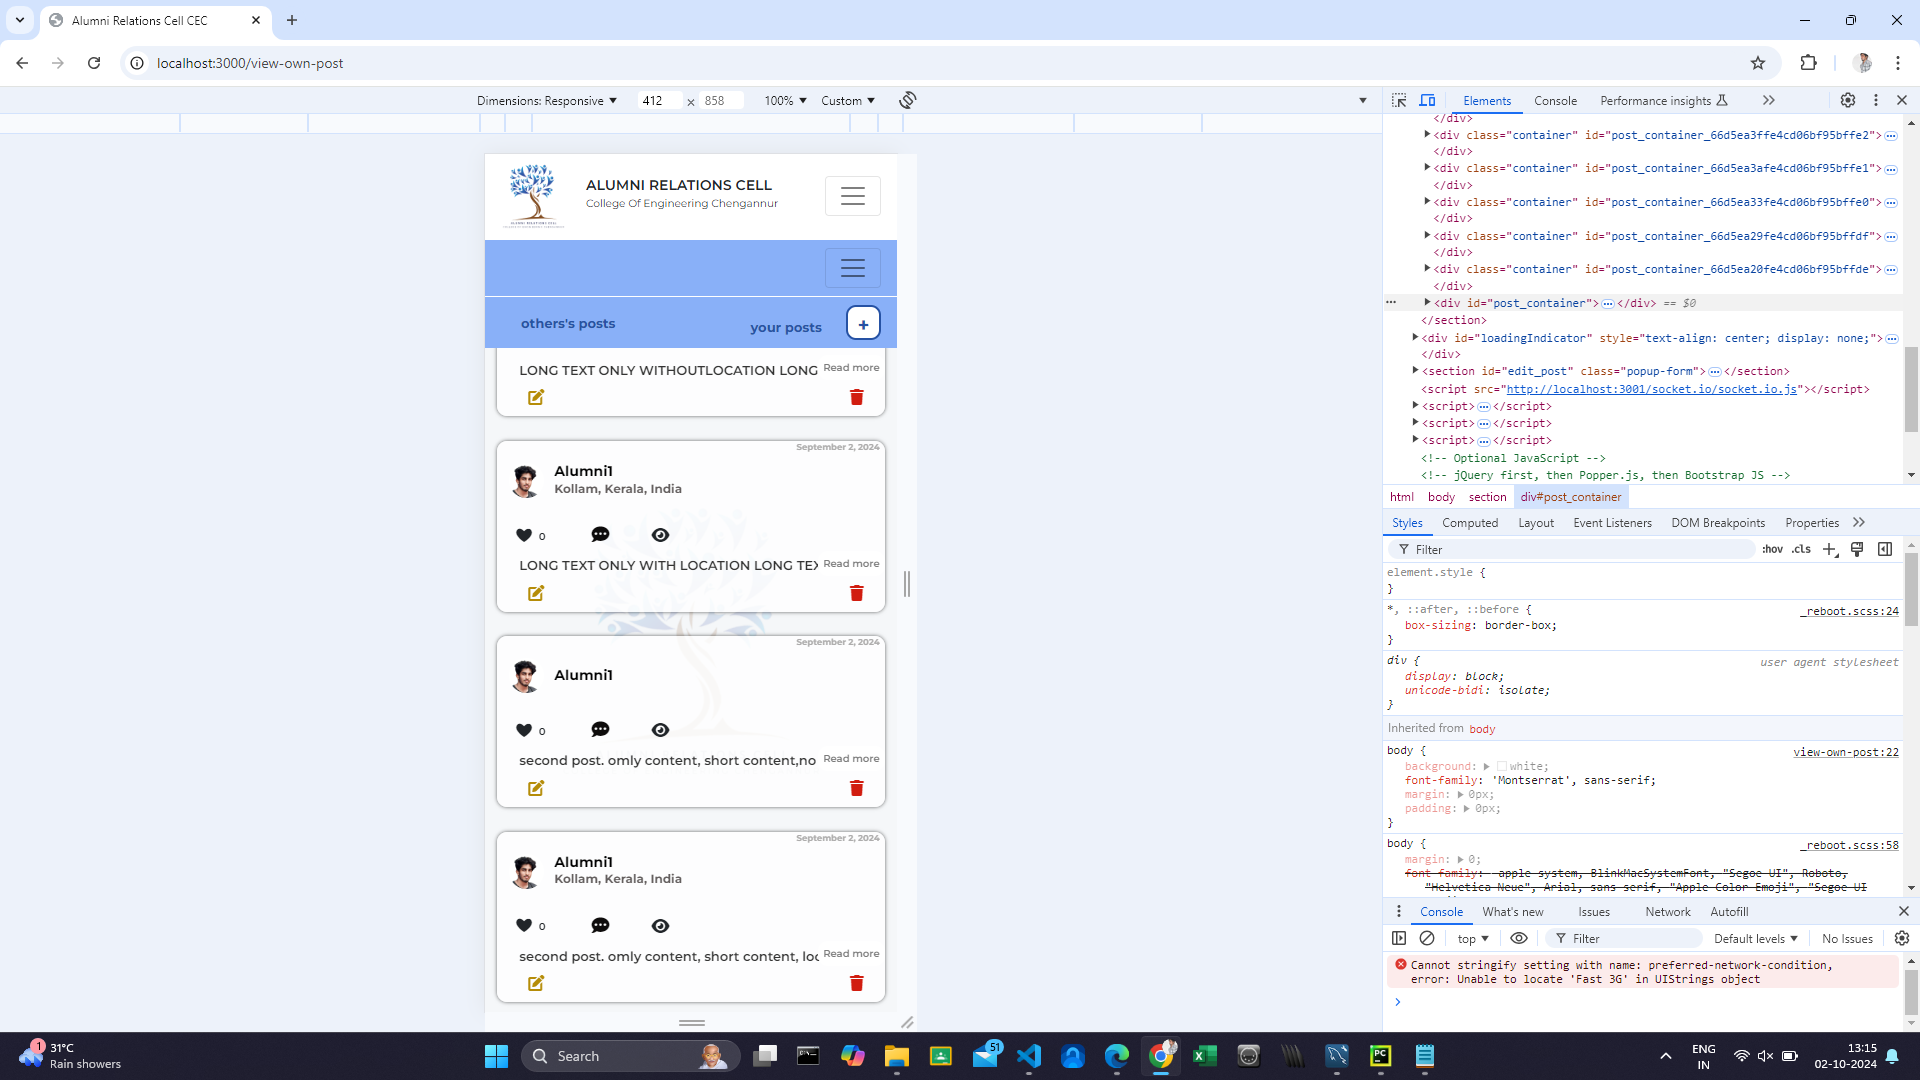 Alumni Relations Cell CEC
localhost:3000/view-own-post
Dimensions: Responsive 412 × 858 100% Custom
ALUMNI RELATIONS CELL
College Of Engineering Chengannur
others's posts your posts +
LONG TEXT ONLY WITHOUTLOCATION LONG Read more
September 2, 2024
Alumni1
Kollam, Kerala, India
0
LONG TEXT ONLY WITH LOCATION LONG TEX Read more
September 2, 2024
Alumni1
0
second post. omly content, short content,no Read more
September 2, 2024
Alumni1
Kollam, Kerala, India
0
second post. omly content, short content, loc Read more
Elements Console Performance insights
</div>
<div class="container" id="post_container_66d5ea3ffe4cd06bf95bffe2">
</div>
<div class="container" id="post_container_66d5ea3afe4cd06bf95bffe1">
</div>
<div class="container" id="post_container_66d5ea33fe4cd06bf95bffe0">
</div>
<div class="container" id="post_container_66d5ea29fe4cd06bf95bffdf">
</div>
<div class="container" id="post_container_66d5ea20fe4cd06bf95bffde">
</div>
<div id="post_container"> </div> == $0
</section>
<div id="loadingIndicator" style="text-align: center; display: none;">
</div>
<section id="edit_post" class="popup-form"> </section>
<script src="http://localhost:3001/socket.io/socket.io.js"></script>
<script> </script>
<script> </script>
<script> </script>
<!-- Optional JavaScript -->
<!-- jQuery first, then Popper.js, then Bootstrap JS -->
html body section div#post_container
Styles Computed Layout Event Listeners DOM Breakpoints Properties
Filter :hov .cls
element.style {
}
*, ::after, ::before { _reboot.scss:24
box-sizing: border-box;
}
div { user agent stylesheet
display: block;
unicode-bidi: isolate;
}
Inherited from body
body { view-own-post:22
background: white;
font-family: 'Montserrat', sans-serif;
margin: 0px;
padding: 0px;
}
body { _reboot.scss:58
margin: 0;
font-family: -apple-system, BlinkMacSystemFont, "Segoe UI", Roboto,
"Helvetica Neue", Arial, sans-serif, "Apple Color Emoji", "Segoe UI
Console What's new Issues Network Autofill
top Filter Default levels No Issues
Cannot stringify setting with name: preferred-network-condition,
error: Unable to locate 'Fast 3G' in UIStrings object
1 31°C
Rain showers
Search
51
ENG
IN
13:15
02-10-2024